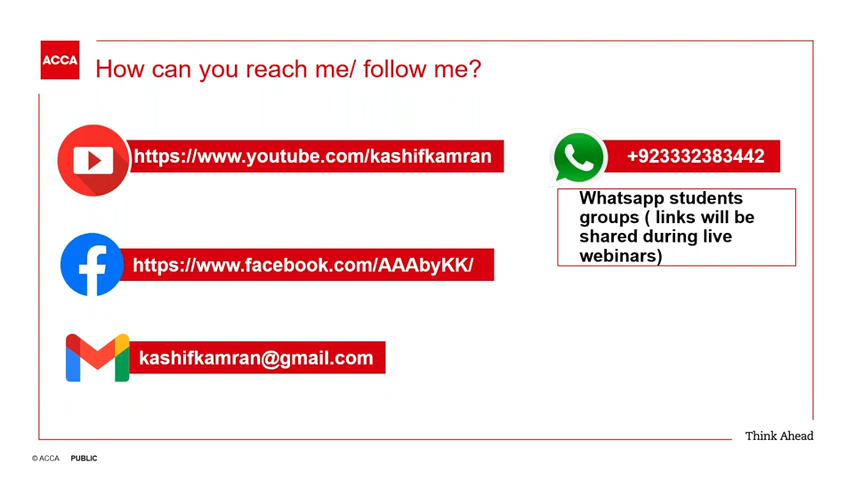 ACCA
How can you reach me/ follow me?
https://www.youtube.com/kashifkamran
+923332383442
Whatsapp students
groups ( links will be
shared during live
webinars)
https://www.facebook.com/AAAbyKK/
kashifkamran@gmail.com
Think Ahead
© ACCA PUBLIC